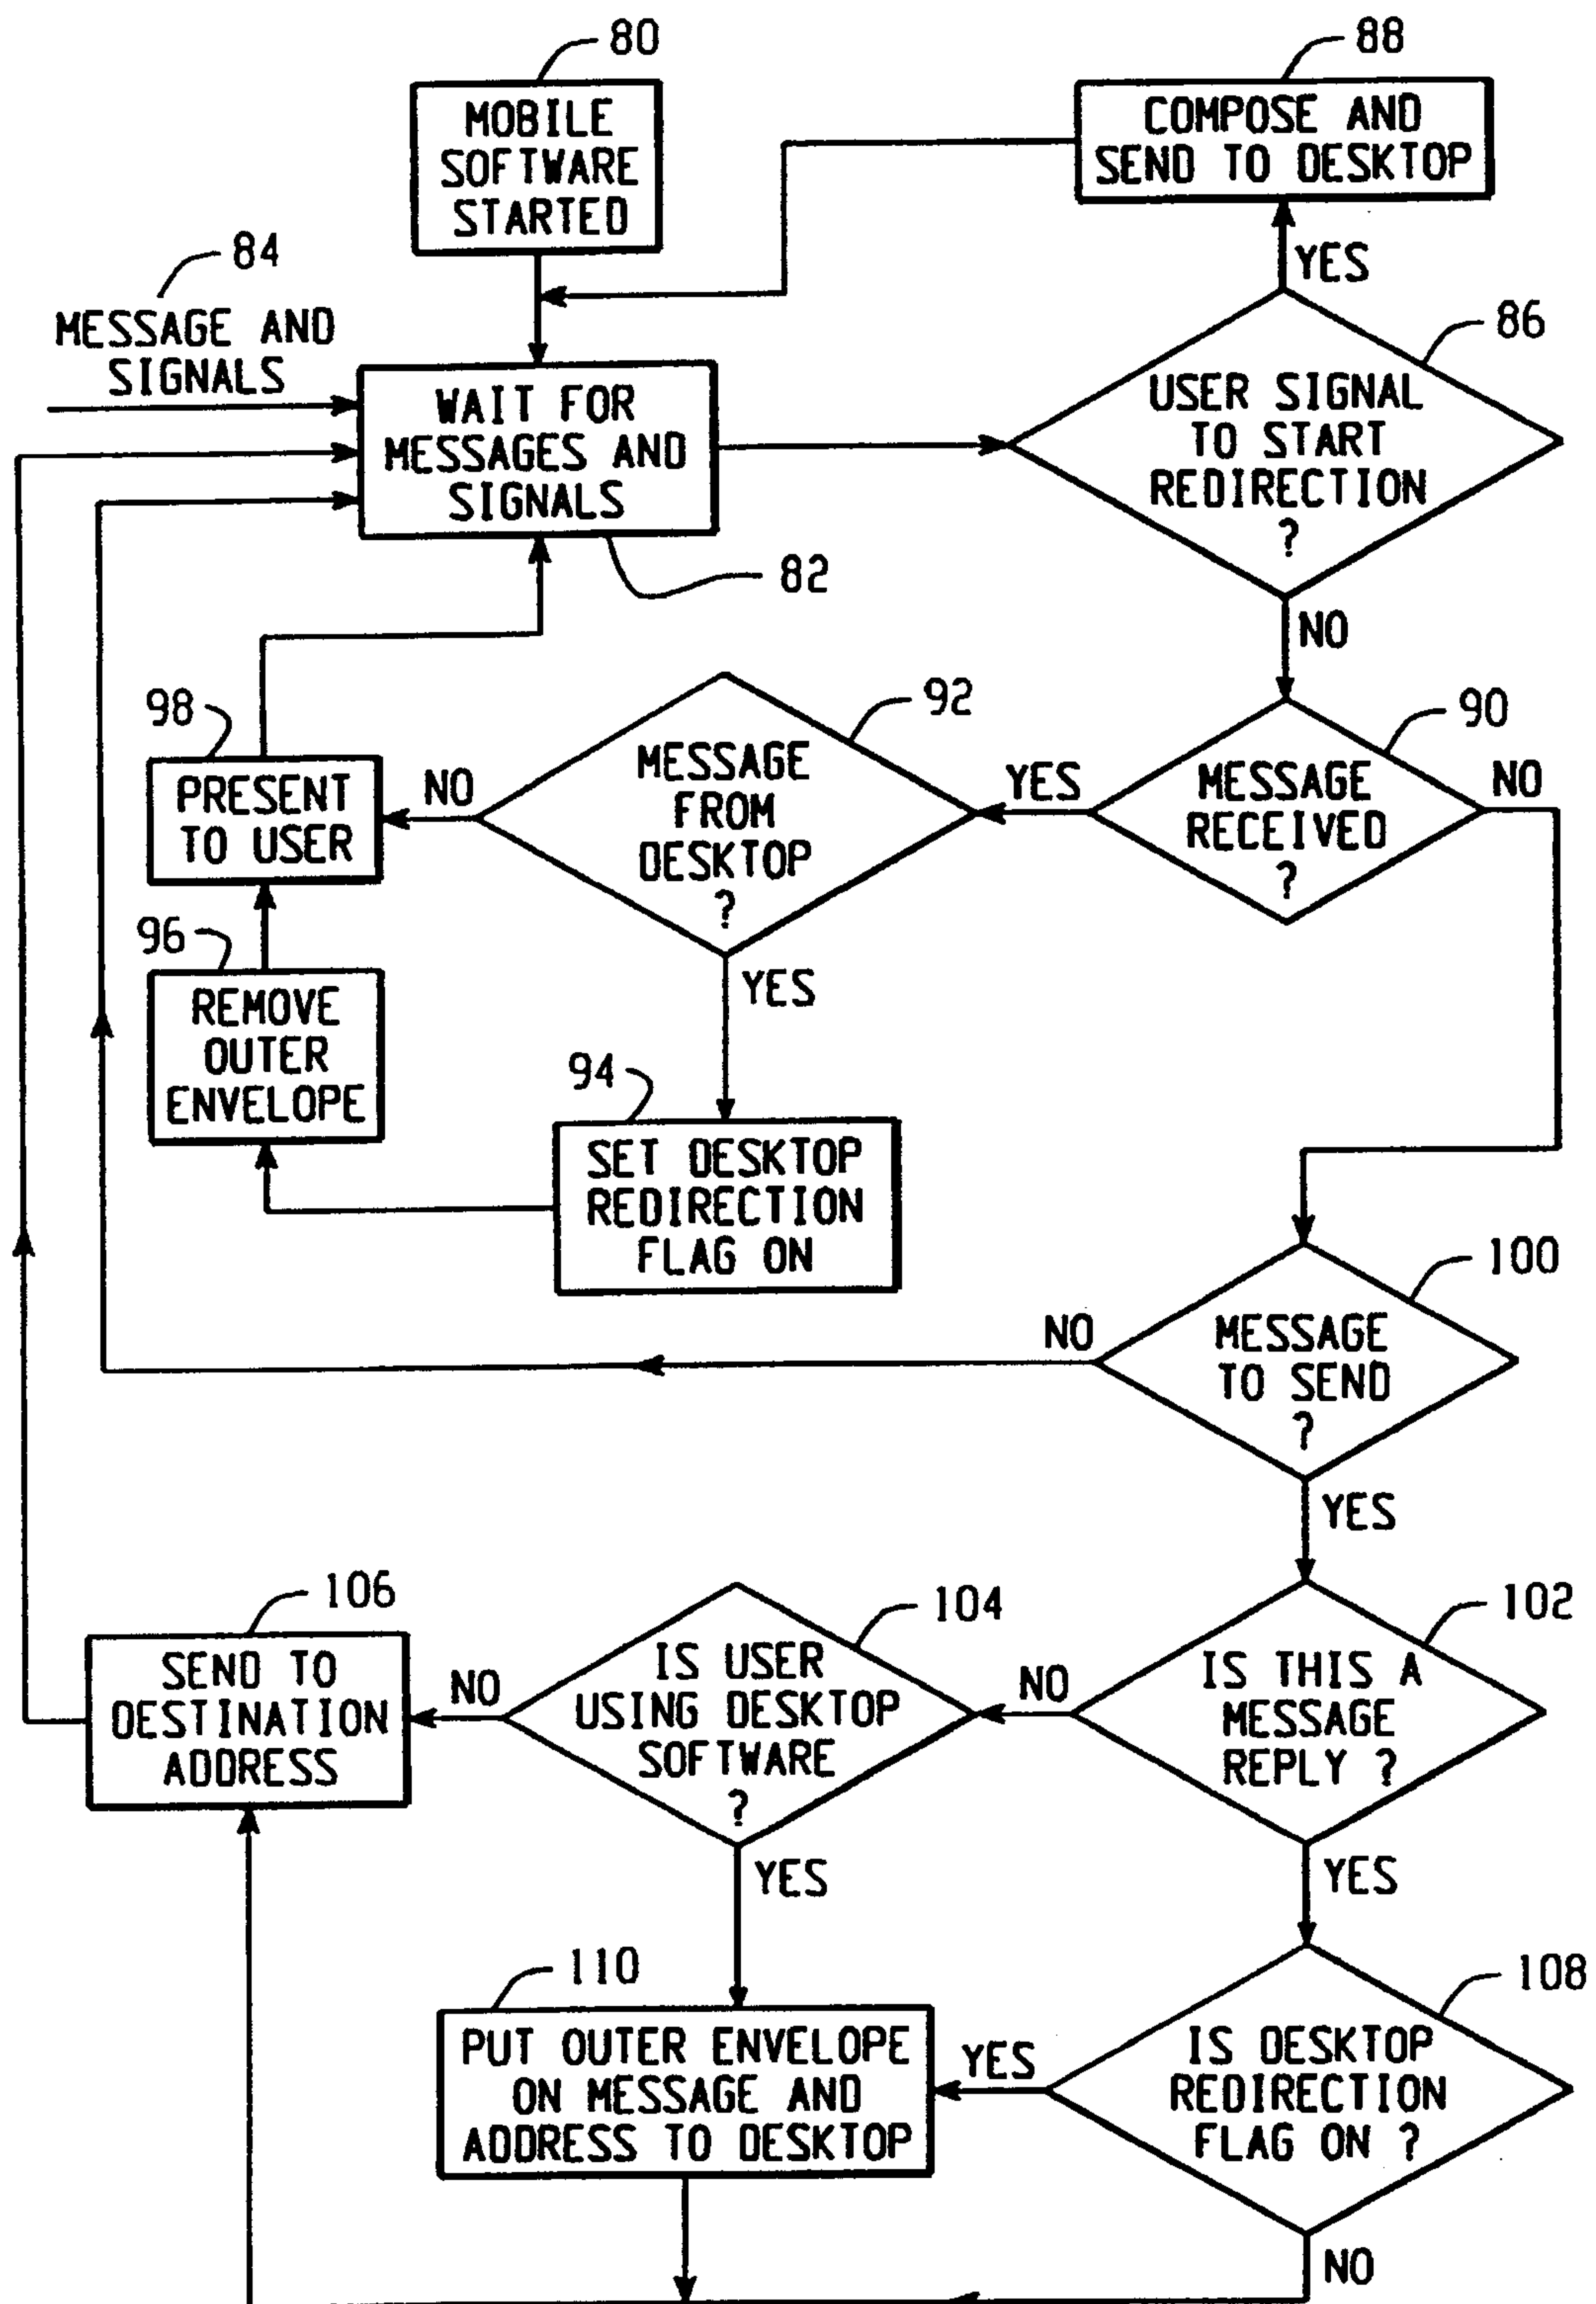 80
MOBILE
SOFTWARE
STARTED
88
COMPOSE AND
SEND TO DESKTOP
YES
84
MESSAGE AND
SIGNALS
WAIT FOR
MESSAGES AND
SIGNALS
82
86
USER SIGNAL
TO START
REDIRECTION
?
NO
90
MESSAGE
RECEIVED
?
NO
YES
92
MESSAGE
FROM
DESKTOP
?
NO
98
PRESENT
TO USER
96
REMOVE
OUTER
ENVELOPE
YES
94
SET DESKTOP
REDIRECTION
FLAG ON
100
MESSAGE
TO SEND
?
NO
YES
102
IS THIS A
MESSAGE
REPLY ?
NO
104
IS USER
USING DESKTOP
SOFTWARE
?
NO
106
SEND TO
DESTINATION
ADDRESS
YES
YES
108
IS DESKTOP
REDIRECTION
FLAG ON ?
YES
110
PUT OUTER ENVELOPE
ON MESSAGE AND
ADDRESS TO DESKTOP
NO